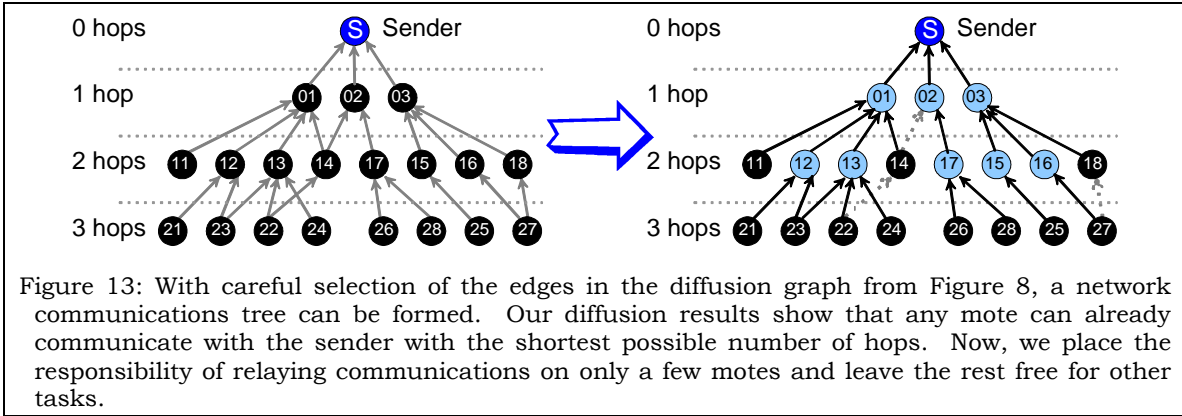 0 hops S Sender 0 hops S Sender
1 hop 01 02 03 1 hop 01 02 03
2 hops 11 12 13 14 17 15 16 18 2 hops 11 12 13 14 17 15 16 18
3 hops 21 23 22 24 26 28 25 27 3 hops 21 23 22 24 26 28 25 27
Figure 13: With careful selection of the edges in the diffusion graph from Figure 8, a network
communications tree can be formed. Our diffusion results show that any mote can already
communicate with the sender with the shortest possible number of hops. Now, we place the
responsibility of relaying communications on only a few motes and leave the rest free for other
tasks.